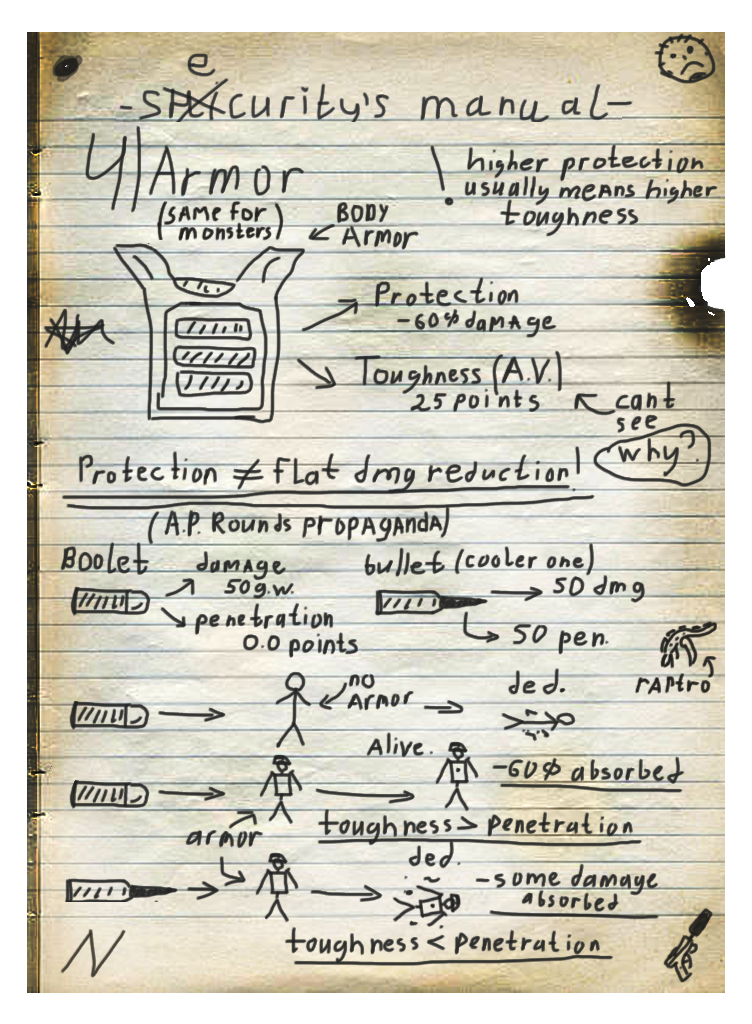 e
-security's manual-
4) Armor
(same for monsters)
BODY Armor
! higher protection
usually means higher
toughness
Protection
-60% damage
Toughness (A.V.)
25 points
cant
see
why?
Protection ≠ flat dmg reduction!
(A.P. Rounds propaganda)
Boolet
damage
50 g.w.
penetration
0.0 points
bullet (cooler one)
50 dmg
50 pen.
raptro
no
Armor
ded.
Alive.
-60% absorbed
armor
toughness > penetration
ded.
-some damage
absorbed
toughness < penetration
N